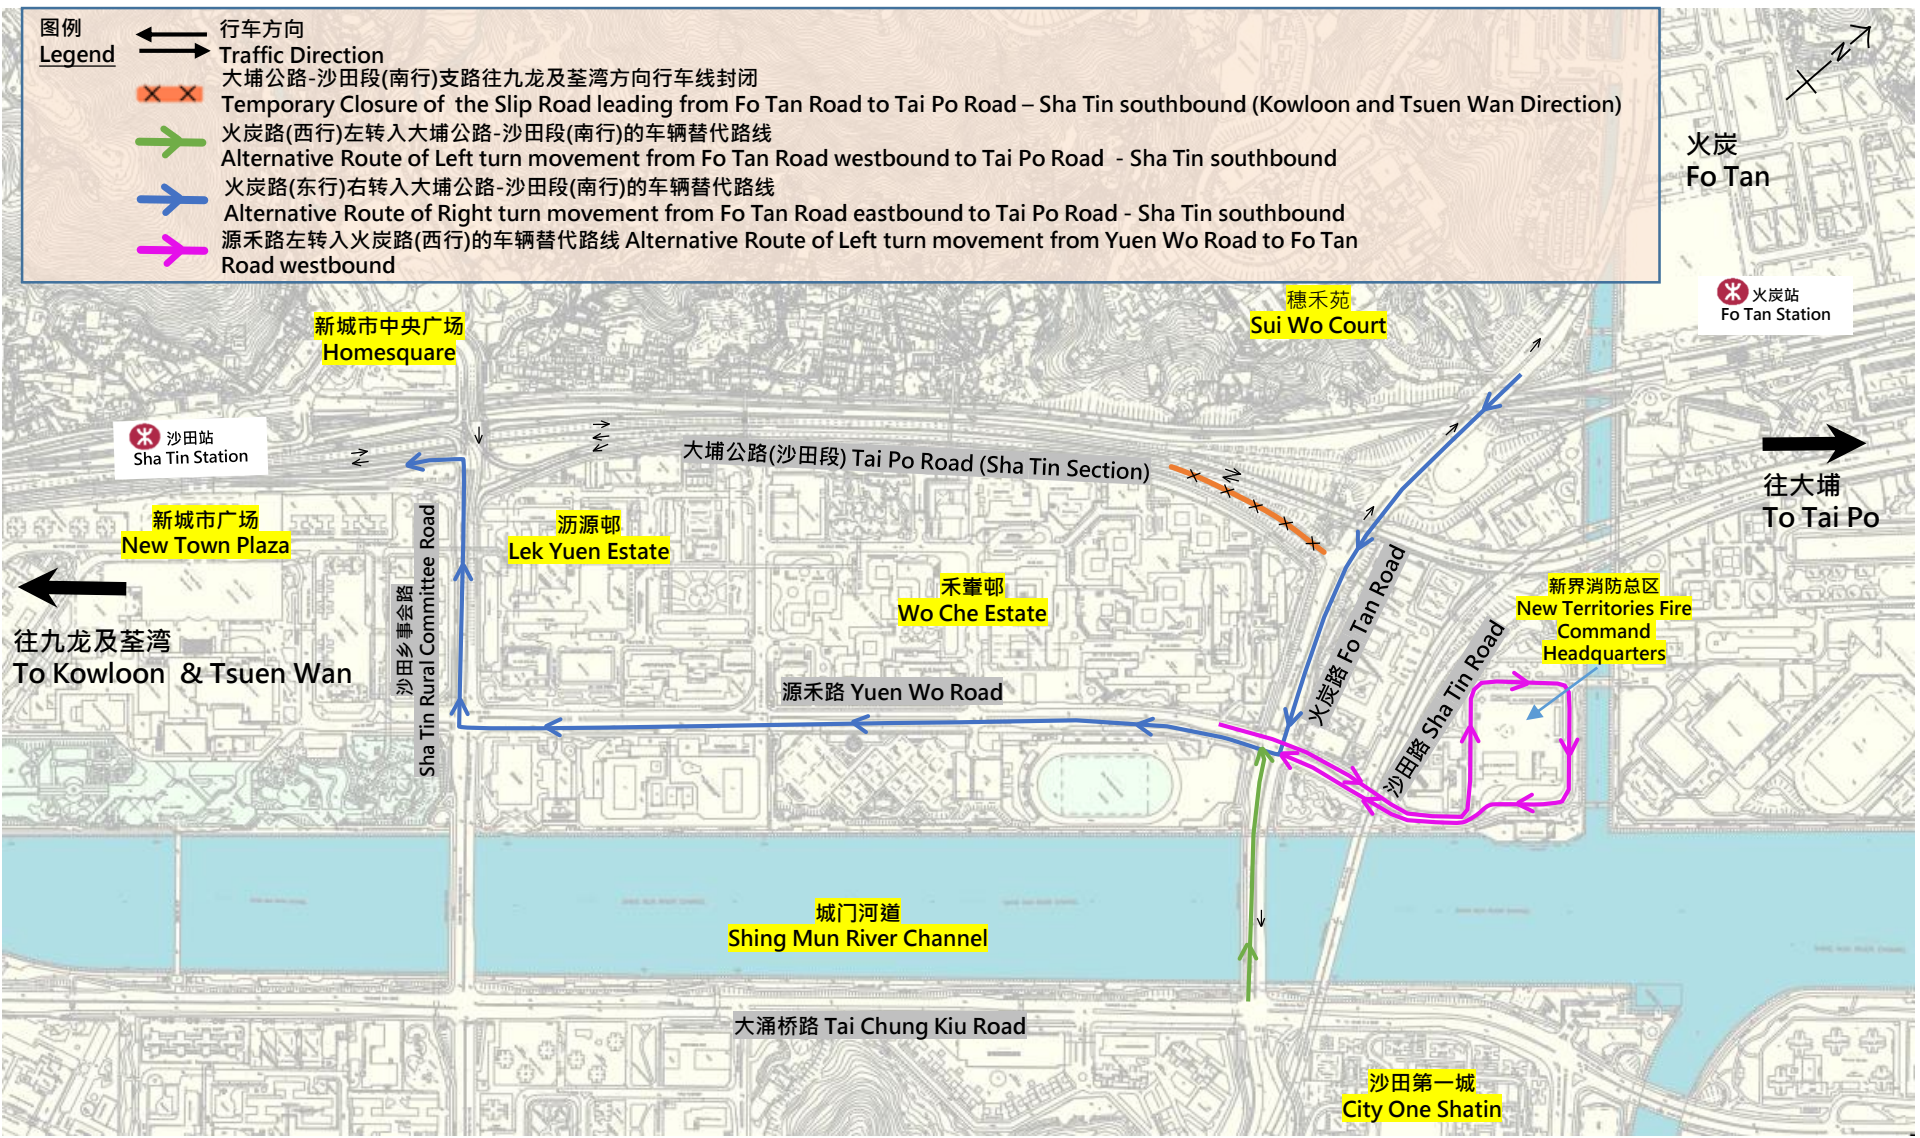 图例
Legend
行车方向
Traffic Direction
大埔公路-沙田段(南行)支路往九龙及荃湾方向行车线封闭
Temporary Closure of the Slip Road leading from Fo Tan Road to Tai Po Road – Sha Tin southbound (Kowloon and Tsuen Wan Direction)
火炭路(西行)左转入大埔公路-沙田段(南行)的车辆替代路线
Alternative Route of Left turn movement from Fo Tan Road westbound to Tai Po Road - Sha Tin southbound
火炭路(东行)右转入大埔公路-沙田段(南行)的车辆替代路线
Alternative Route of Right turn movement from Fo Tan Road eastbound to Tai Po Road - Sha Tin southbound
源禾路左转入火炭路(西行)的车辆替代路线 Alternative Route of Left turn movement from Yuen Wo Road to Fo Tan
Road westbound
N
火炭
Fo Tan
火炭站
Fo Tan Station
穗禾苑
Sui Wo Court
新城市中央广场
Homesquare
沙田站
Sha Tin Station
大埔公路(沙田段) Tai Po Road (Sha Tin Section)
往大埔
To Tai Po
新城市广场
New Town Plaza
沥源邨
Lek Yuen Estate
禾輋邨
Wo Che Estate
新界消防总区
New Territories Fire
Command
Headquarters
往九龙及荃湾
To Kowloon & Tsuen Wan
沙田乡事会路
Sha Tin Rural Committee Road
源禾路 Yuen Wo Road
火炭路 Fo Tan Road
沙田路 Sha Tin Road
城门河道
Shing Mun River Channel
大涌桥路 Tai Chung Kiu Road
沙田第一城
City One Shatin